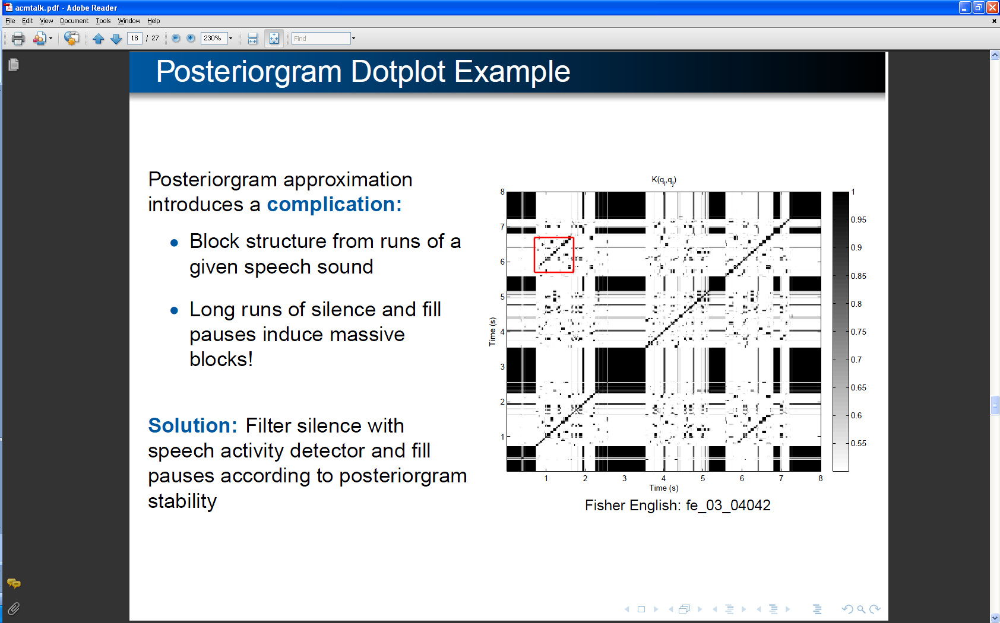 acmtalk.pdf - Adobe Reader
File Edit View Document Tools Window Help
18 / 27 230% Find
Posteriorgram Dotplot Example
Posteriorgram approximation
introduces a complication:
Block structure from runs of a
given speech sound
Long runs of silence and fill
pauses induce massive
blocks!
Solution: Filter silence with
speech activity detector and fill
pauses according to posteriorgram
stability
K(qi,qj)
8
7
6
5
4
3
2
1
Time (s)
1 2 3 4 5 6 7 8
Time (s)
1
0.95
0.9
0.85
0.8
0.75
0.7
0.65
0.6
0.55
Fisher English: fe_03_04042